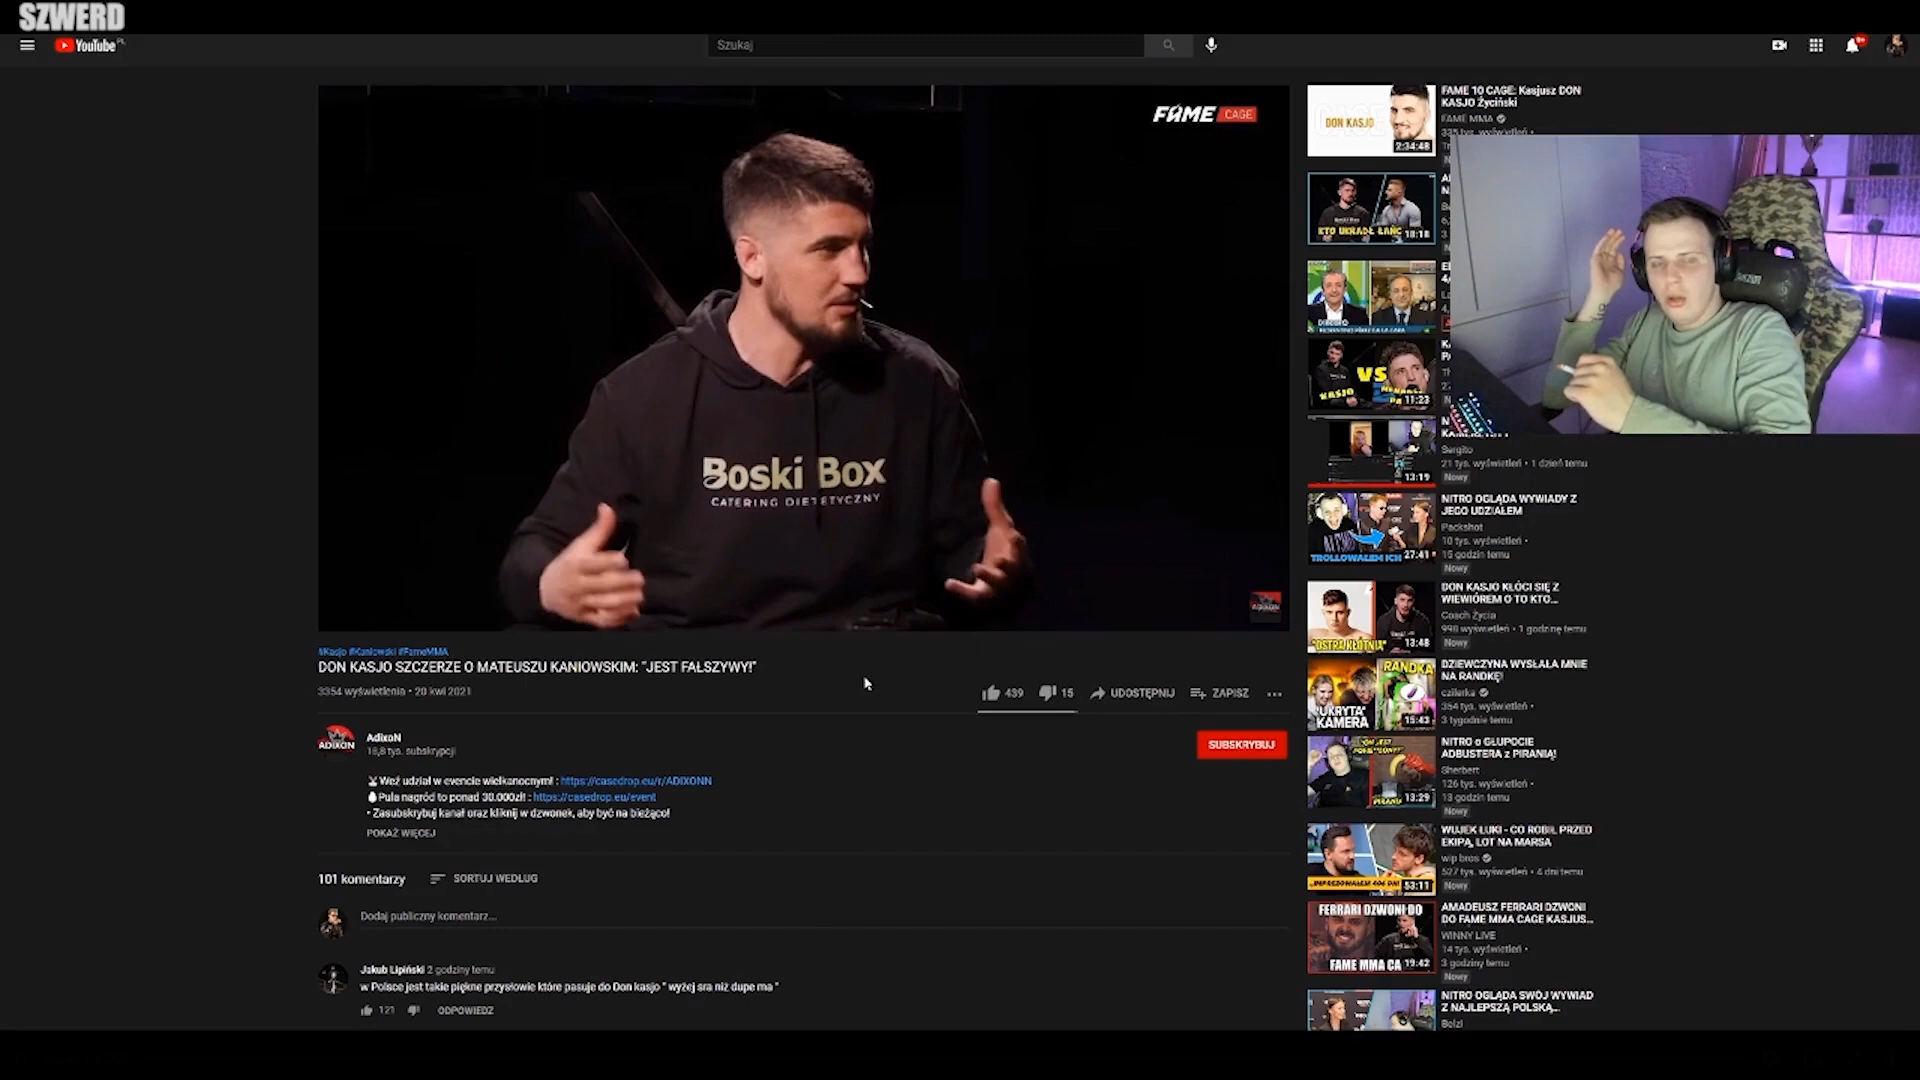 SZWERD
YouTube PL
Szukaj
FAME CAGE
Boski Box
CATERING DIETETYCZNY
ADIXON
#Kasjo #Kaniowski #FameMMA
DON KASJO SZCZERZE O MATEUSZU KANIOWSKIM: "JEST FAŁSZYWY!"
3354 wyświetlenia • 20 kwi 2021
439
15
UDOSTĘPNIJ
ZAPISZ
ADIXON
AdixoN
16,8 tys. subskrypcji
SUBSKRYBUJ
Weź udział w evencie wielkanocnym! : https://casedrop.eu/r/ADIXONN
Pula nagród to ponad 30.000zł! : https://casedrop.eu/event
• Zasubskrybuj kanał oraz kliknij w dzwonek, aby być na bieżąco!
POKAŻ WIĘCEJ
101 komentarzy
SORTUJ WEDŁUG
Dodaj publiczny komentarz...
Jakub Lipiński 2 godziny temu
w Polsce jest takie piękne przysłowie które pasuje do Don kasjo " wyżej sra niż dupe ma "
121
ODPOWIEDZ
DON KASJO
2:34:48
FAME 10 CAGE: Kasjusz DON
KASJO Życiński
FAME MMA
335 tys. wyświetleń •
KTO UKRADŁ ŁAŃC
18:18
VS
KASJO
11:23
13:19
Sergito
21 tys. wyświetleń • 1 dzień temu
Nowy
TROLLOWAŁEM ICH
27:41
NITRO OGLĄDA WYWIADY Z
JEGO UDZIAŁEM
Packshot
10 tys. wyświetleń •
15 godzin temu
Nowy
"OSTRA KŁÓTNIA"
13:48
DON KASJO KŁÓCI SIĘ Z
WIEWIÓREM O TO KTO...
Coach Życia
998 wyświetleń • 1 godzinę temu
Nowy
RANDKA
"UKRYTA"
KAMERA
15:43
DZIEWCZYNA WYSŁAŁA MNIE
NA RANDKĘ!
czilerka
354 tys. wyświetleń •
3 tygodnie temu
13:29
NITRO o GŁUPOCIE
ADBUSTERA z PIRANIĄ!
Sherbert
126 tys. wyświetleń •
13 godzin temu
Nowy
53:11
WUJEK ŁUKI - CO ROBIŁ PRZED
EKIPĄ, LOT NA MARSA
wip bros
527 tys. wyświetleń • 4 dni temu
Nowy
FERRARI DZWONI DO
FAME MMA CA
19:42
AMADEUSZ FERRARI DZWONI
DO FAME MMA CAGE KASJUS...
WINNY LIVE
14 tys. wyświetleń •
3 godziny temu
Nowy
NITRO OGLĄDA SWÓJ WYWIAD
Z NAJLEPSZĄ POLSKĄ...
Belzi